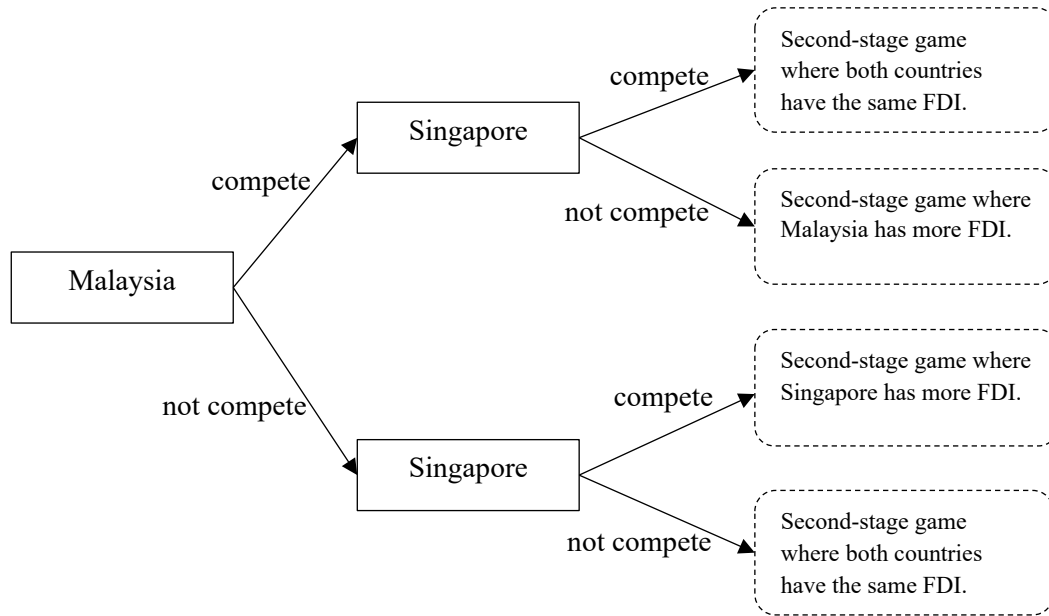 Malaysia
compete
not compete
Singapore
compete
not compete
Second-stage game
where both countries
have the same FDI.
Second-stage game where
Malaysia has more FDI.
Singapore
compete
not compete
Second-stage game where
Singapore has more FDI.
Second-stage game
where both countries
have the same FDI.